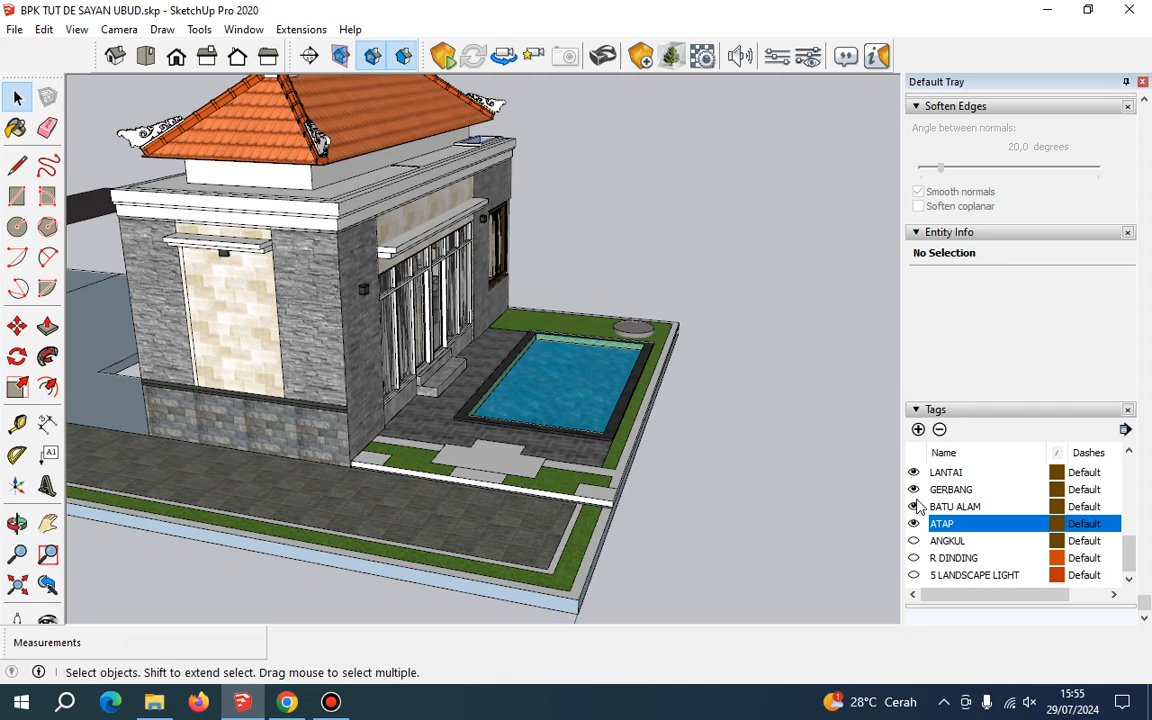 BPK TUT DE SAYAN UBUD.skp - SketchUp Pro 2020
File Edit View Camera Draw Tools Window Extensions Help
Default Tray
Soften Edges
Angle between normals:
20,0 degrees
Smooth normals
Soften coplanar
Entity Info
No Selection
Tags
Name Dashes
LANTAI Default
GERBANG Default
BATU ALAM Default
ATAP Default
ANGKUL Default
R DINDING Default
5 LANDSCAPE LIGHT Default
A1
Measurements
Select objects. Shift to extend select. Drag mouse to select multiple.
28°C Cerah
15:55
29/07/2024